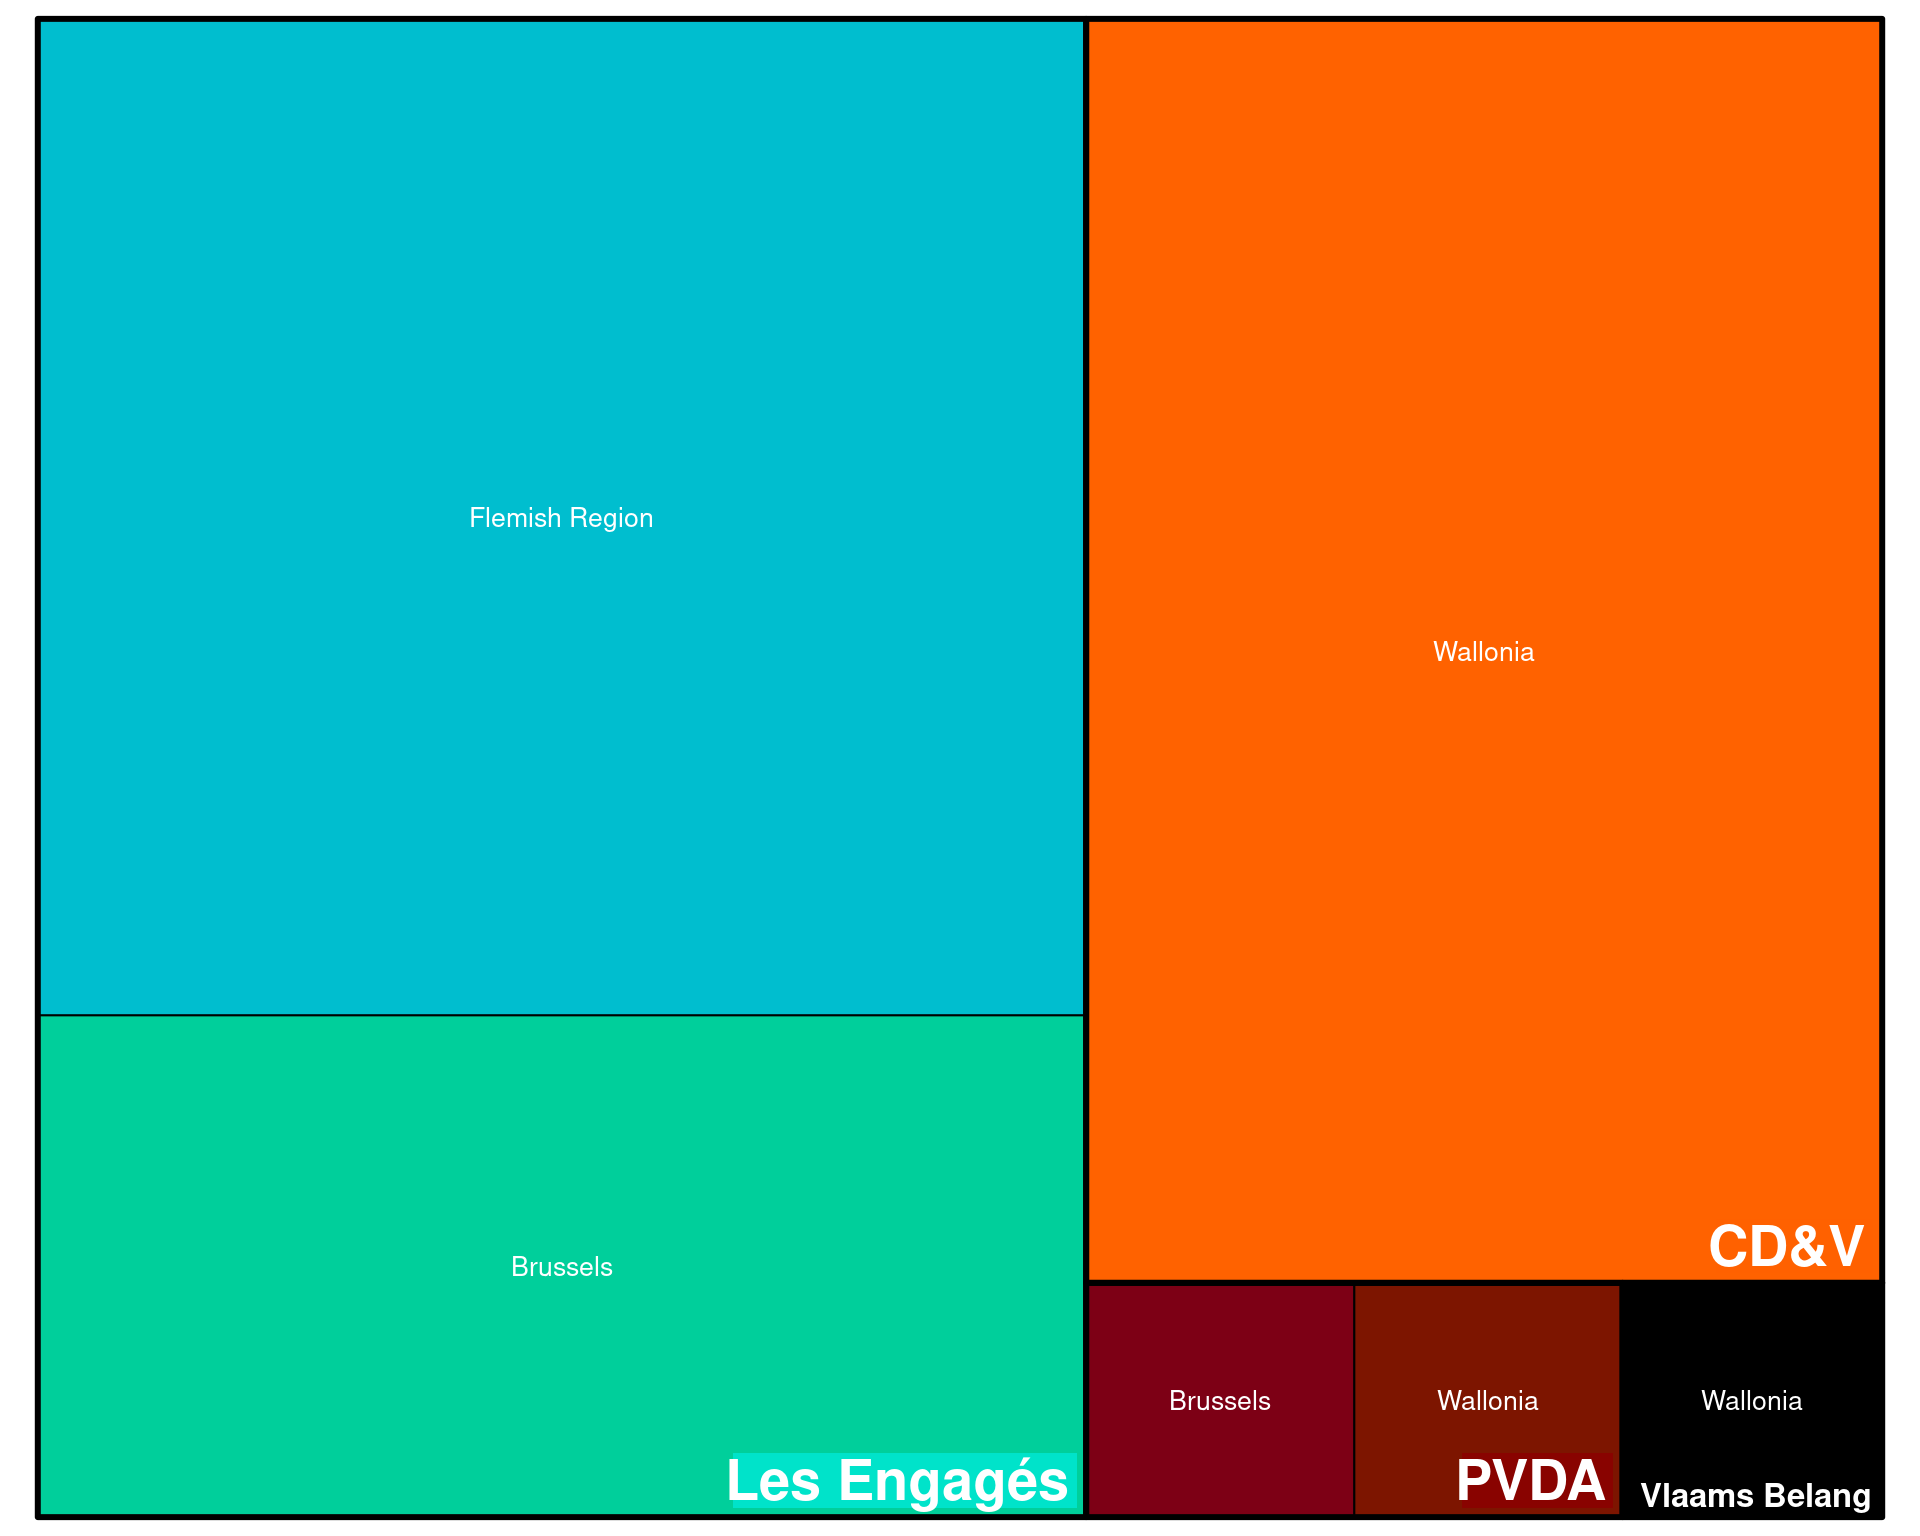 Flemish Region
Wallonia
CD&V
Brussels
Les Engagés
Brussels
Wallonia
PVDA
Wallonia
Vlaams Belang